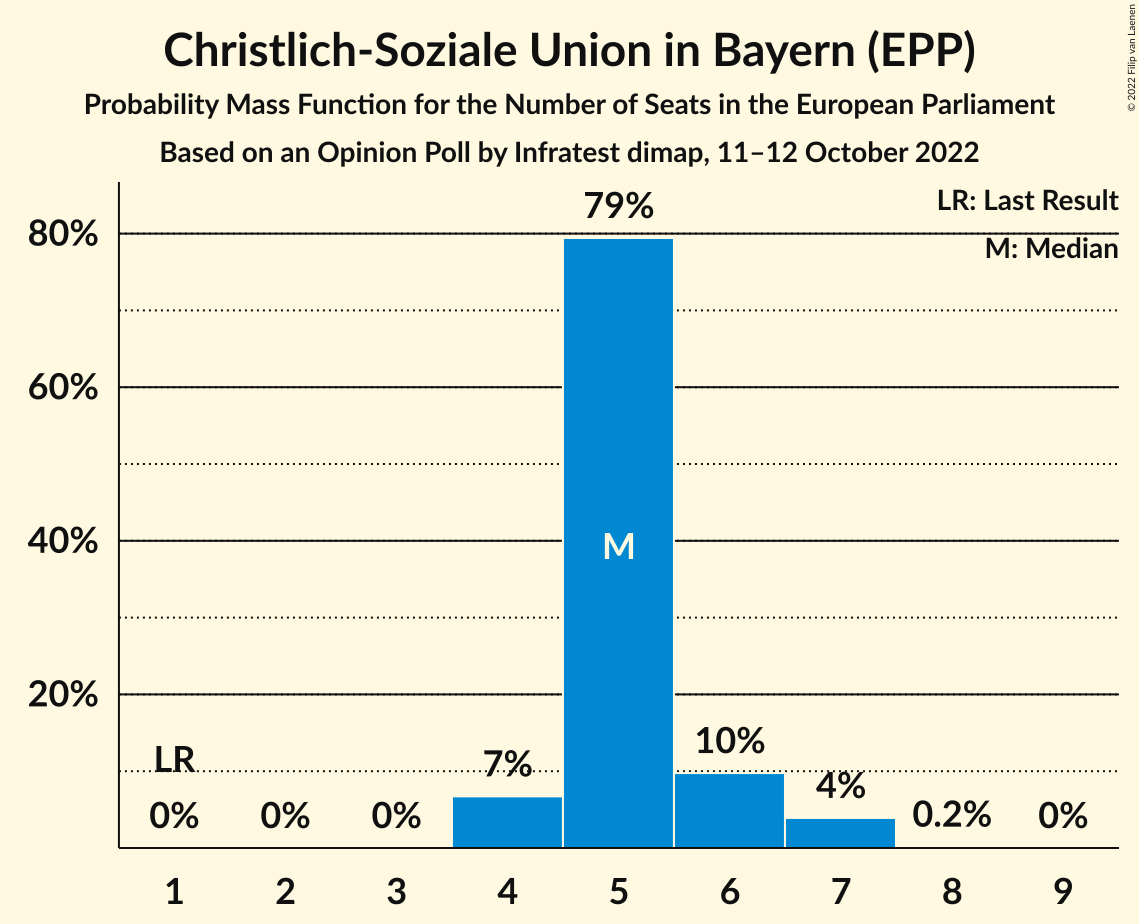 Christlich-Soziale Union in Bayern (EPP)
Probability Mass Function for the Number of Seats in the European Parliament
Based on an Opinion Poll by Infratest dimap, 11–12 October 2022
© 2022 Filip van Laenen
LR: Last Result
M: Median
80%
60%
40%
20%
79%
M
LR
0%
0%
0%
7%
10%
4%
0.2%
0%
1 2 3 4 5 6 7 8 9